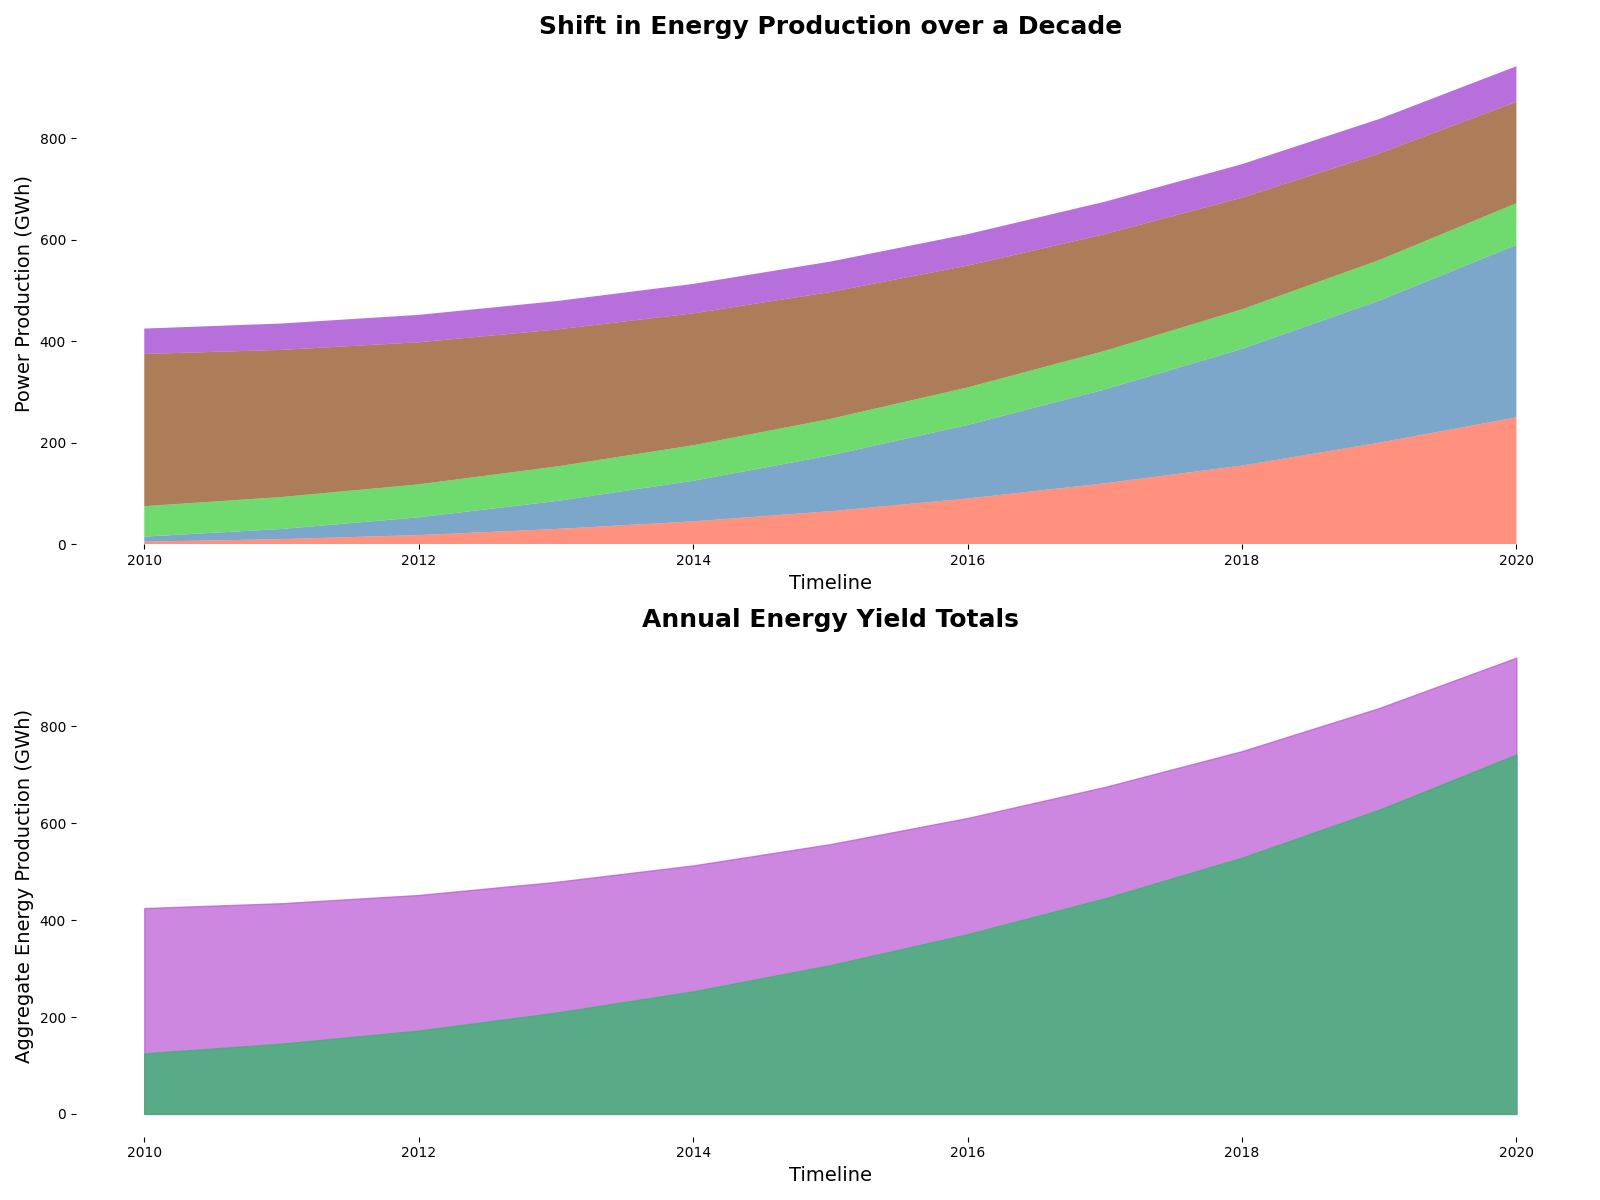 Shift in Energy Production over a Decade
Power Production (GWh)
800
600
400
200
0
2010 2012 2014 2016 2018 2020
Timeline
Annual Energy Yield Totals
Aggregate Energy Production (GWh)
800
600
400
200
0
2010 2012 2014 2016 2018 2020
Timeline